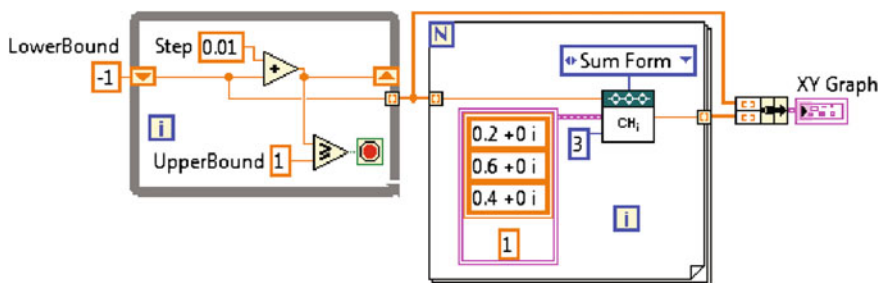 LowerBound
-1
Step 0.01
+
i
UpperBound 1
≥
N
Sum Form
CH i
3
0.2 +0 i
0.6 +0 i
0.4 +0 i
1
i
XY Graph